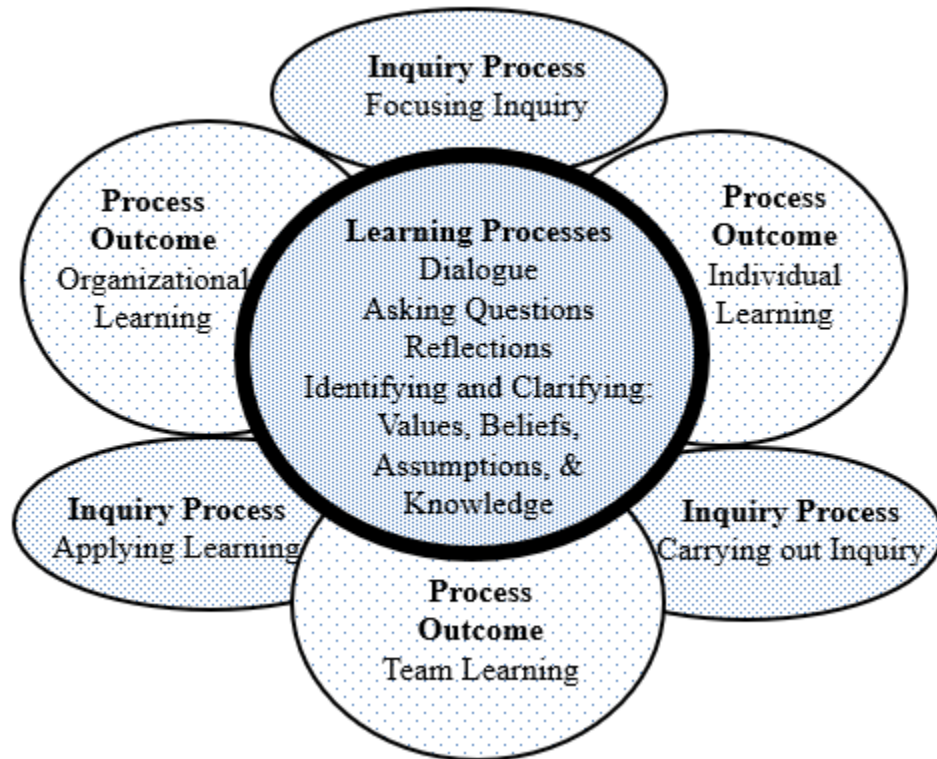 Inquiry Process
Focusing Inquiry
Process
Outcome
Organizational
Learning
Process
Outcome
Individual
Learning
Learning Processes
Dialogue
Asking Questions
Reflections
Identifying and Clarifying:
Values, Beliefs,
Assumptions, &
Knowledge
Inquiry Process
Applying Learning
Inquiry Process
Carrying out Inquiry
Process
Outcome
Team Learning